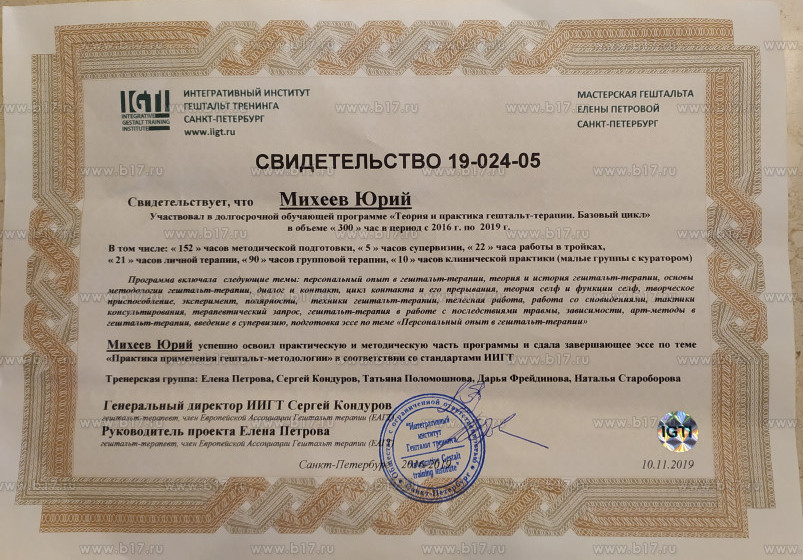 IGTI
INTEGRATIVE
GESTALT TRAINING
INSTITUTE
ИНТЕГРАТИВНЫЙ ИНСТИТУТ
ГЕШТАЛЬТ ТРЕНИНГА
САНКТ-ПЕТЕРБУРГ
www.iigt.ru
МАСТЕРСКАЯ ГЕШТАЛЬТА
ЕЛЕНЫ ПЕТРОВОЙ
САНКТ-ПЕТЕРБУРГ
СВИДЕТЕЛЬСТВО 19-024-05
Свидетельствует, что Михеев Юрий
Участвовал в долгосрочной обучающей программе «Теория и практика гештальт-терапии. Базовый цикл»
в объеме « 300 » час в период с 2016 г. по 2019 г.
В том числе: « 152 » часов методической подготовки, « 5 » часов супервизии, « 22 » часа работы в тройках,
« 21 » часов личной терапии, « 90 » часов групповой терапии, « 10 » часов клинической практики (малые группы с куратором)
Программа включала следующие темы: персональный опыт в гештальт-терапии, теория и история гештальт-терапии, основы
методологии гештальт-терапии, диалог и контакт, цикл контакта и его прерывания, теория селф и функции селф, творческое
приспособление, эксперимент, полярности, техники гештальт-терапии, телесная работа, работа со сновидениями, тактики
консультирования, терапевтический запрос, гештальт-терапия в работе с последствиями травмы, зависимости, арт-методы в
гештальт-терапии, введение в супервизию, подготовка эссе по теме «Персональный опыт в гештальт-терапии»
Михеев Юрий успешно освоил практическую и методическую часть программы и сдала завершающее эссе по теме
«Практика применения гештальт-методологии» в соответствии со стандартами ИИГТ
Тренерская группа: Елена Петрова, Сергей Кондуров, Татьяна Поломошнова, Дарья Фрейдинова, Наталья Староборова
Генеральный директор ИИГТ Сергей Кондуров
гештальт-терапевт, член Европейской Ассоциации Гештальт терапии (ЕАГТ)
Руководитель проекта Елена Петрова
гештальт-терапевт, член Европейской Ассоциации Гештальт терапии (ЕАГТ)
"Интегративный
институт
Гештальт тренинга"
"Integrative Gestalt
training institute"
Санкт-Петербург
Санкт-Петербург 2016-2019
10.11.2019
IGTI
www.b17.ru